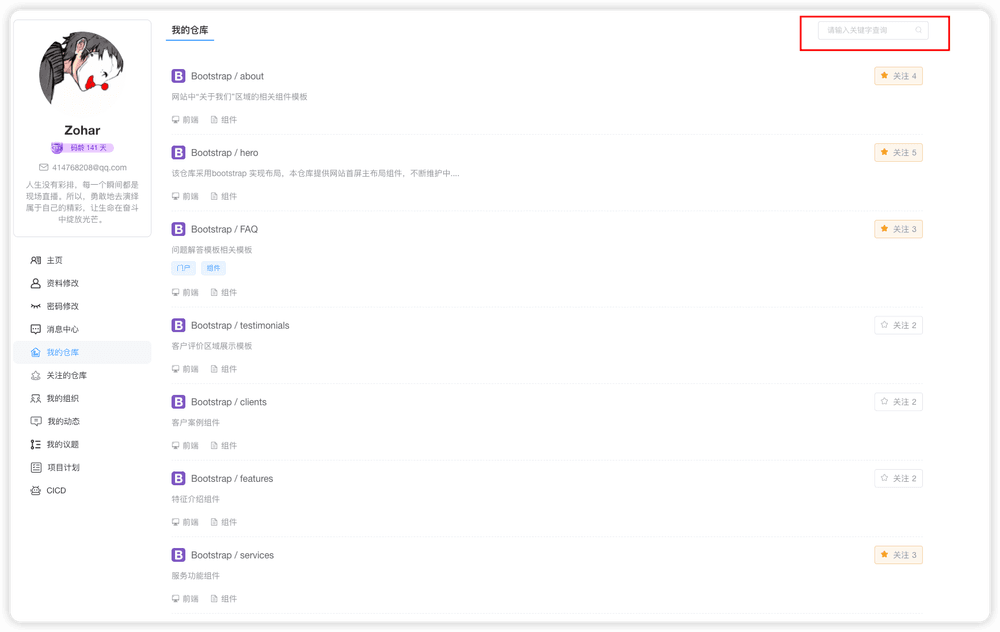 我的仓库
请输入关键字查询
Zohar
码龄 141 天
414768208@qq.com
人生没有彩排，每一个瞬间都是
现场直播。所以，勇敢地去演绎
属于自己的精彩，让生命在奋斗
中绽放光芒。
主页
资料修改
密码修改
消息中心
我的仓库
关注的仓库
我的组织
我的动态
我的议题
项目计划
CICD
B Bootstrap / about
关注 4
网站中“关于我们”区域的相关组件模板
前端 组件
B Bootstrap / hero
关注 5
该仓库采用bootstrap 实现布局，本仓库提供网站首屏主布局组件，不断维护中....
前端 组件
B Bootstrap / FAQ
关注 3
问题解答模板相关模板
门户 组件
前端 组件
B Bootstrap / testimonials
关注 2
客户评价区域展示模板
前端 组件
B Bootstrap / clients
关注 2
客户案例组件
前端 组件
B Bootstrap / features
关注 2
特征介绍组件
前端 组件
B Bootstrap / services
关注 3
服务功能组件
前端 组件